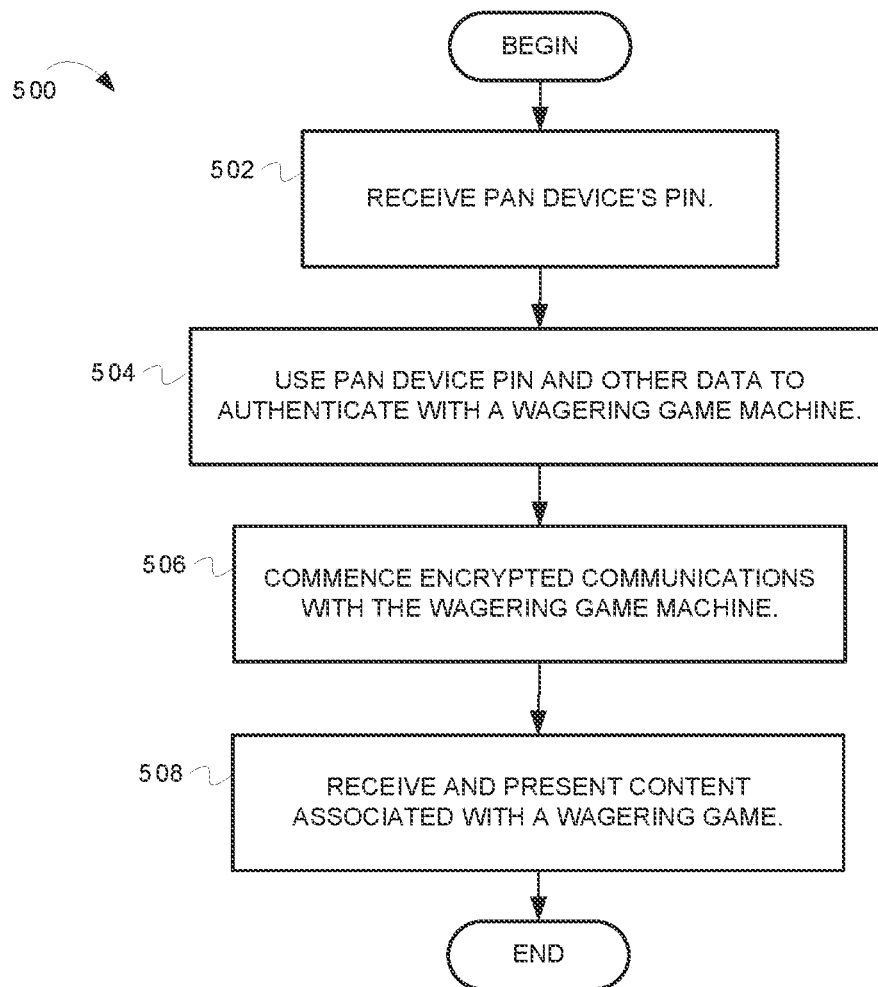 BEGIN
500
502
RECEIVE PAN DEVICE'S PIN.
504
USE PAN DEVICE PIN AND OTHER DATA TO
AUTHENTICATE WITH A WAGERING GAME MACHINE.
506
COMMENCE ENCRYPTED COMMUNICATIONS
WITH THE WAGERING GAME MACHINE.
508
RECEIVE AND PRESENT CONTENT
ASSOCIATED WITH A WAGERING GAME.
END